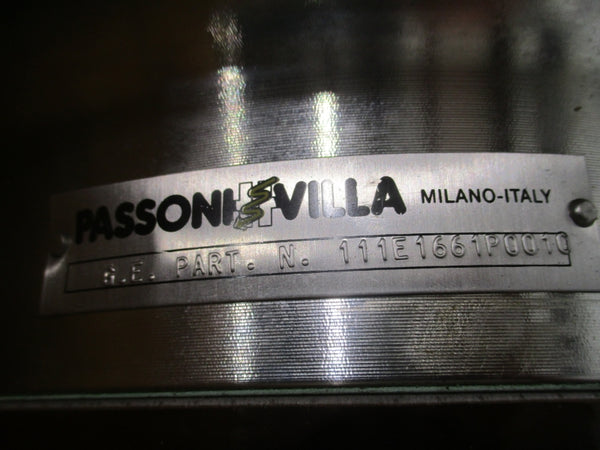 PASSONI VILLA MILANO-ITALY
G.E. PART. N. 111E1661P0010